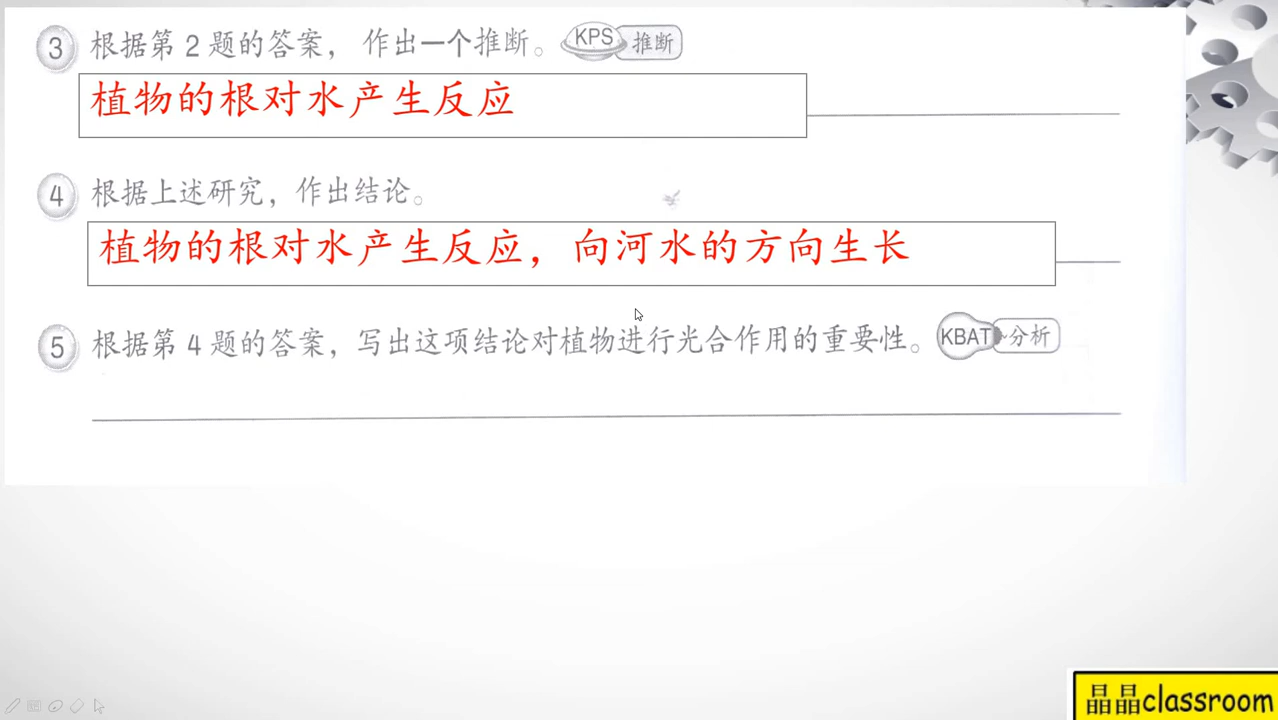 3 根据第 2 题的答案， 作出一个推断。 KPS 推断
植物的根对水产生反应
4 根据上述研究，作出结论。
植物的根对水产生反应，向河水的方向生长
5 根据第 4 题的答案，写出这项结论对植物进行光合作用的重要性。 KBAT 分析
晶晶classroom